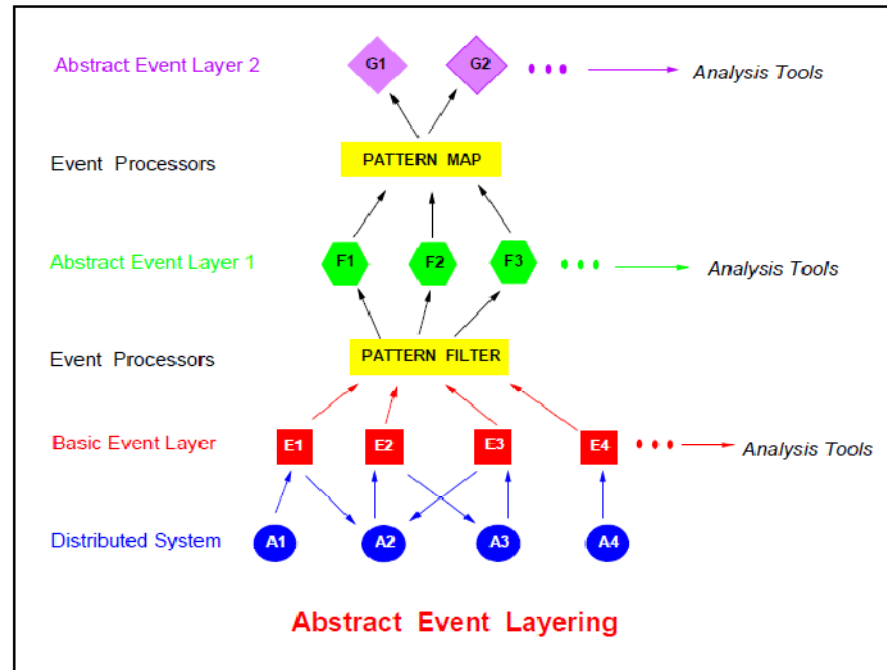 Abstract Event Layer 2 G1 G2 Analysis Tools
Event Processors PATTERN MAP
Abstract Event Layer 1 F1 F2 F3 Analysis Tools
Event Processors PATTERN FILTER
Basic Event Layer E1 E2 E3 E4 Analysis Tools
Distributed System A1 A2 A3 A4
Abstract Event Layering